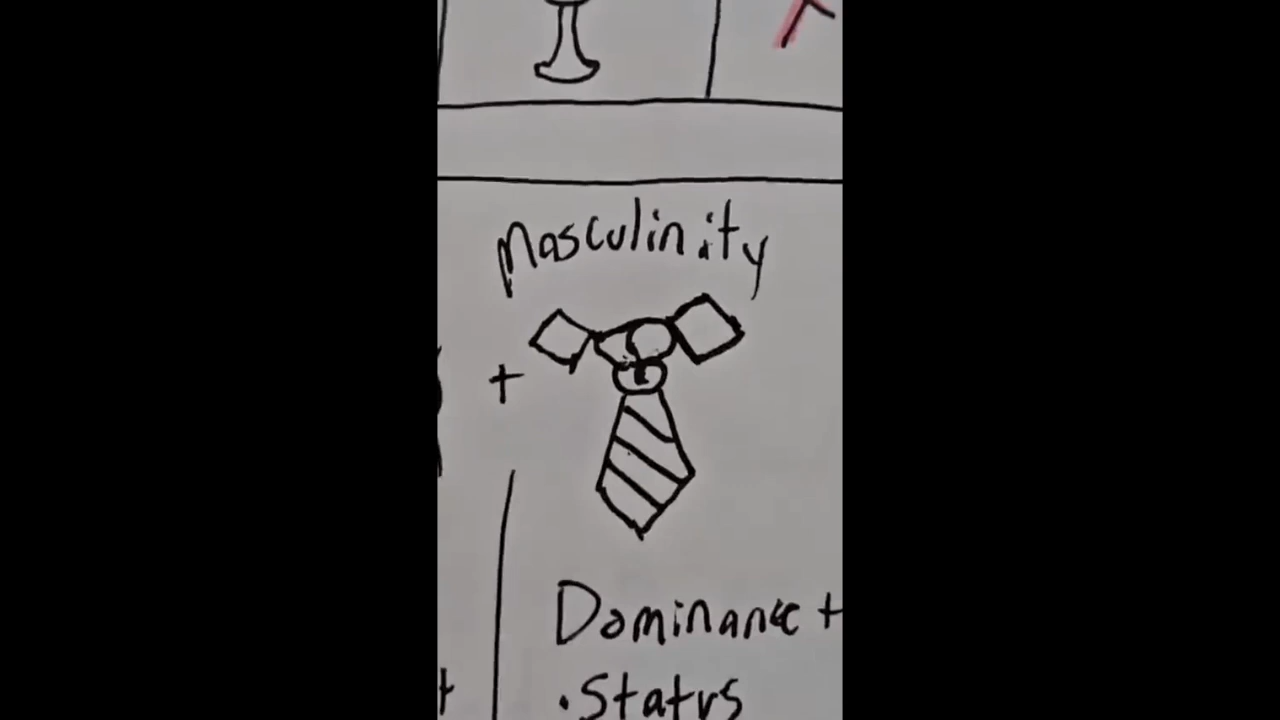 Masculinity
+
Dominance +
• Status